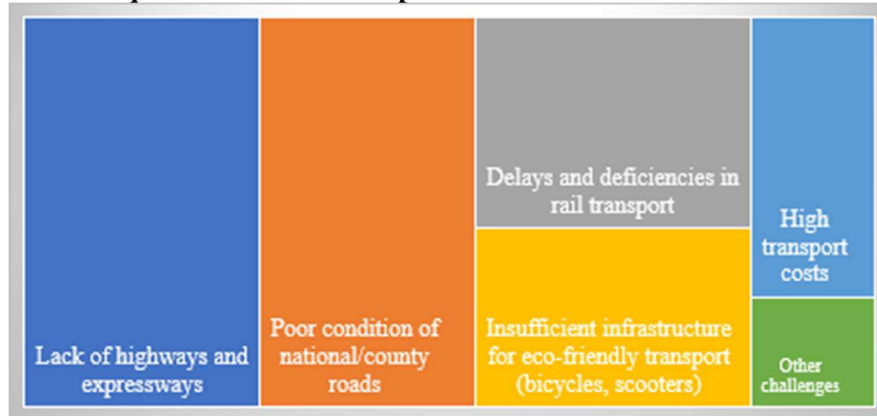 Lack of highways and
expressways
Poor condition of
national/county
roads
Delays and deficiencies in
rail transport
Insufficient infrastructure
for eco-friendly transport
(bicycles, scooters)
High
transport
costs
Other
challenges